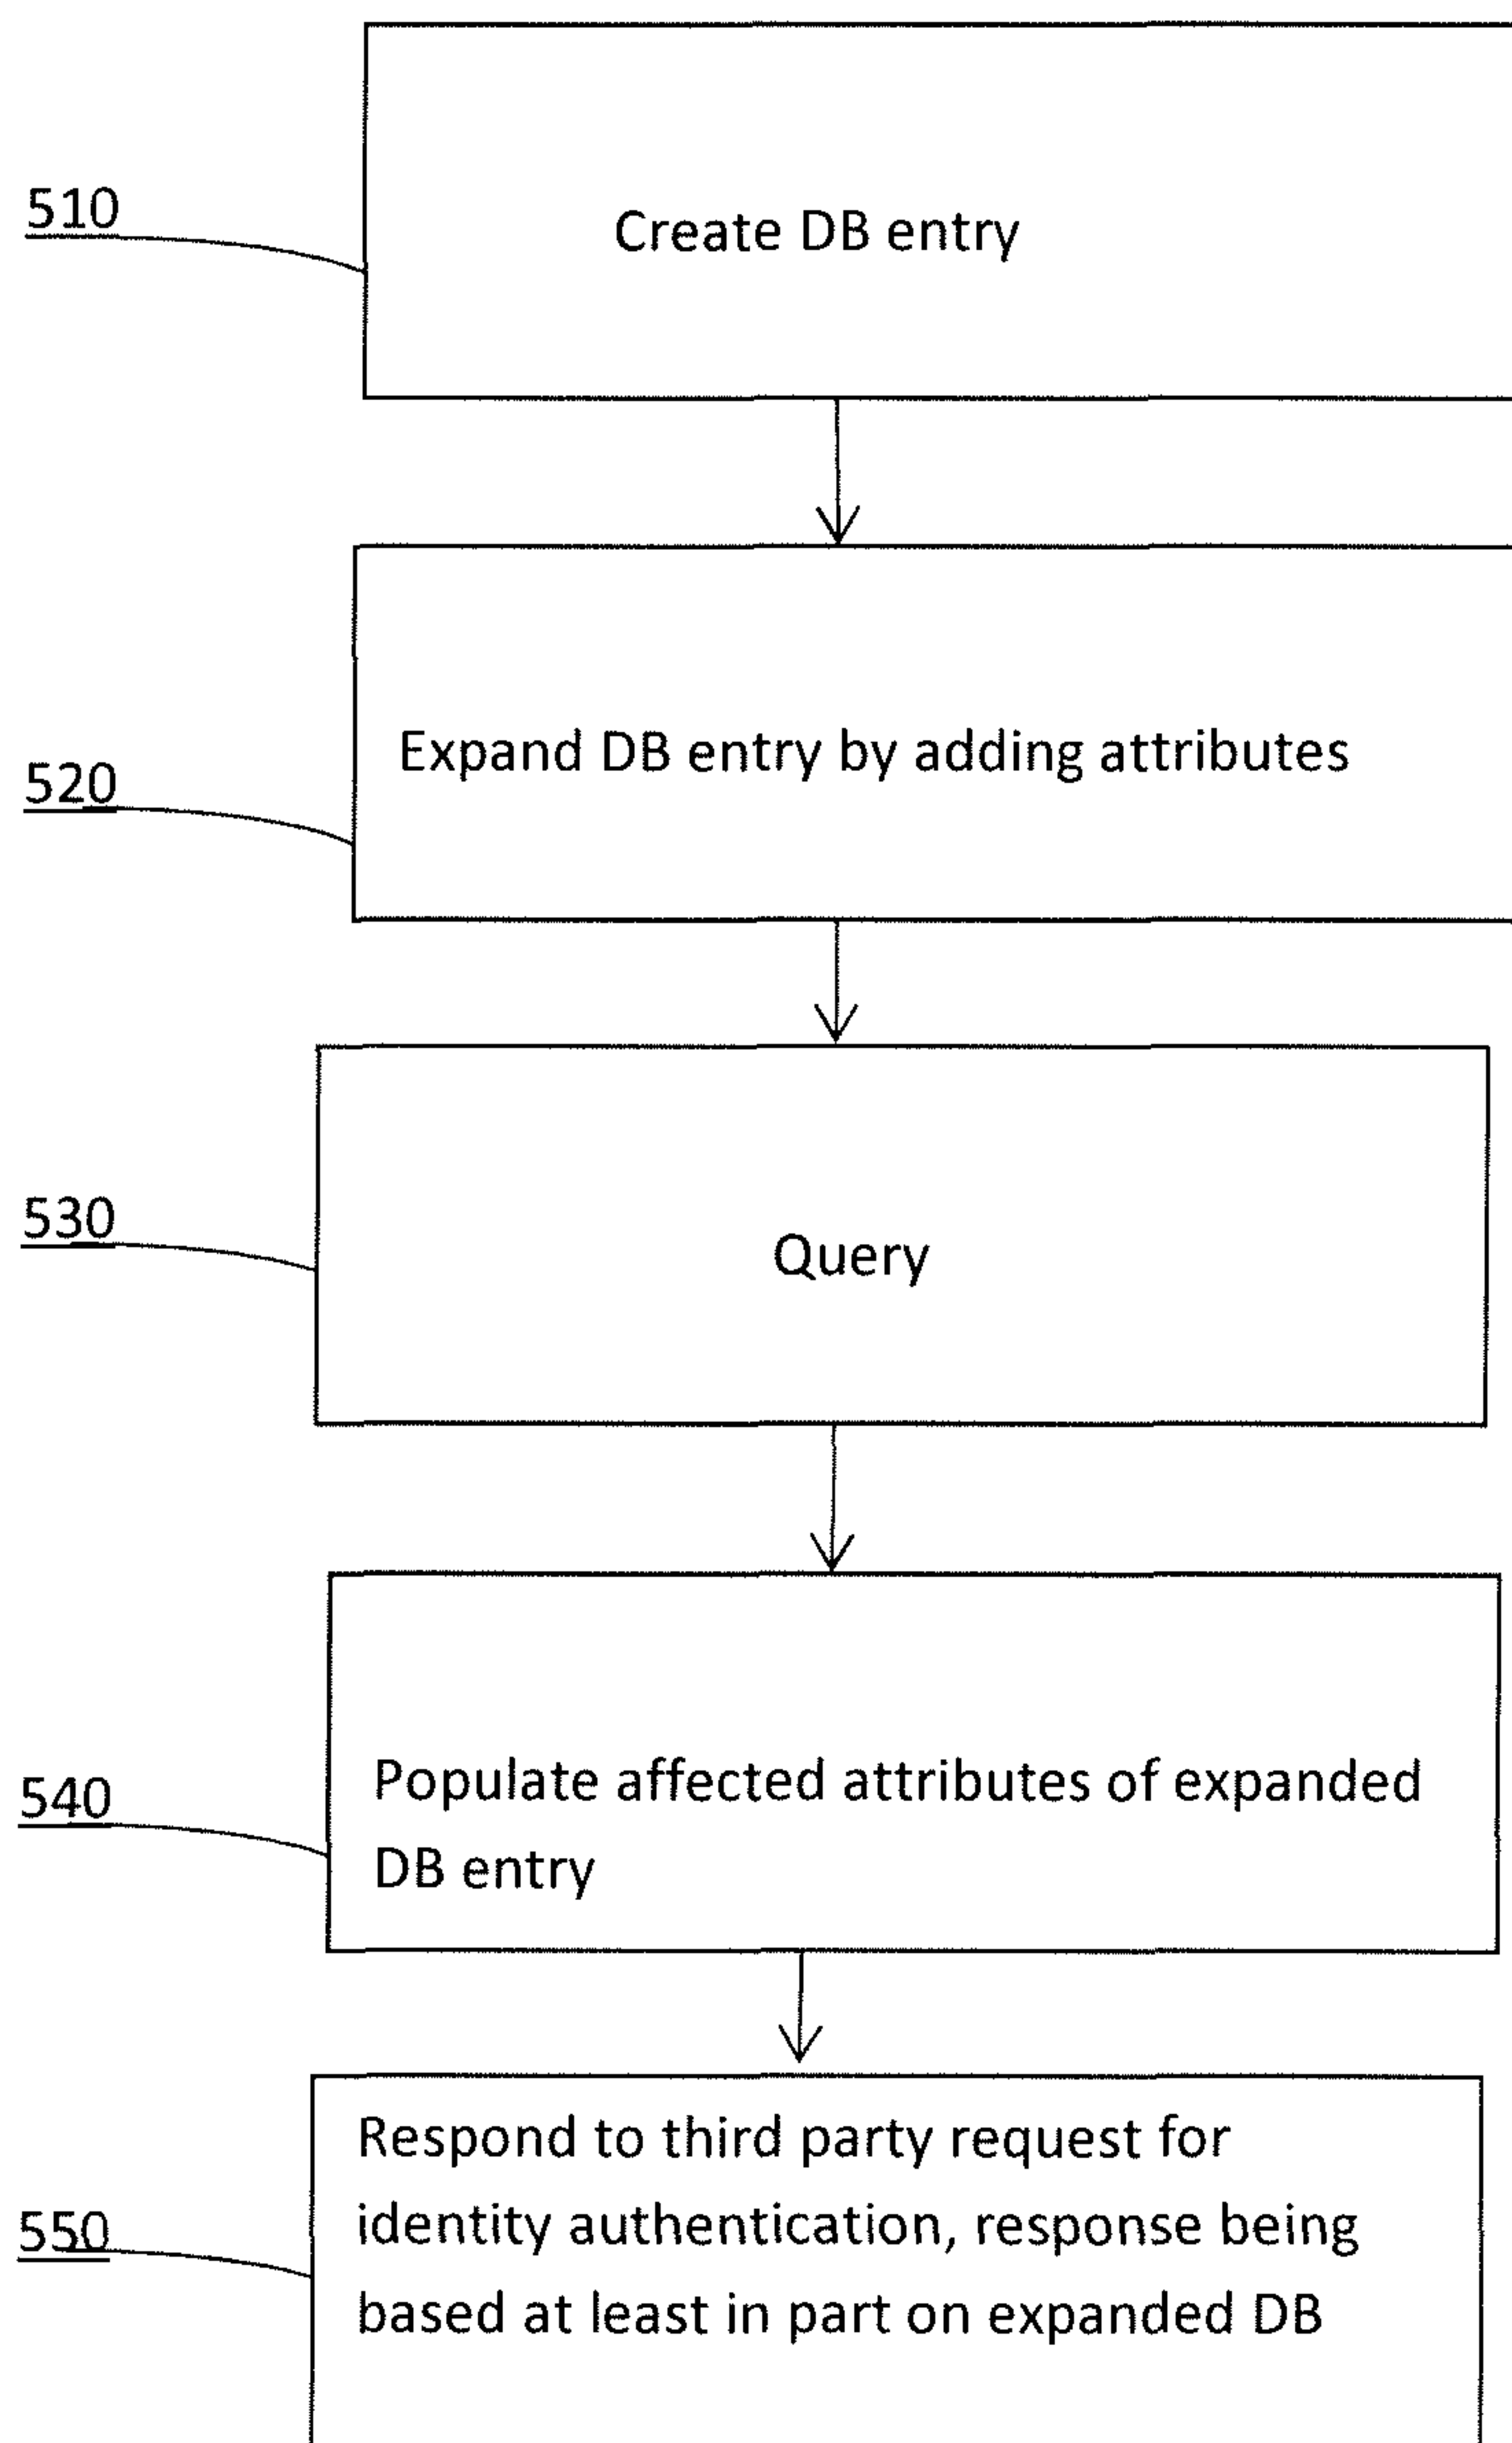 510
Create DB entry
520
Expand DB entry by adding attributes
530
Query
540
Populate affected attributes of expanded
DB entry
550
Respond to third party request for
identity authentication, response being
based at least in part on expanded DB